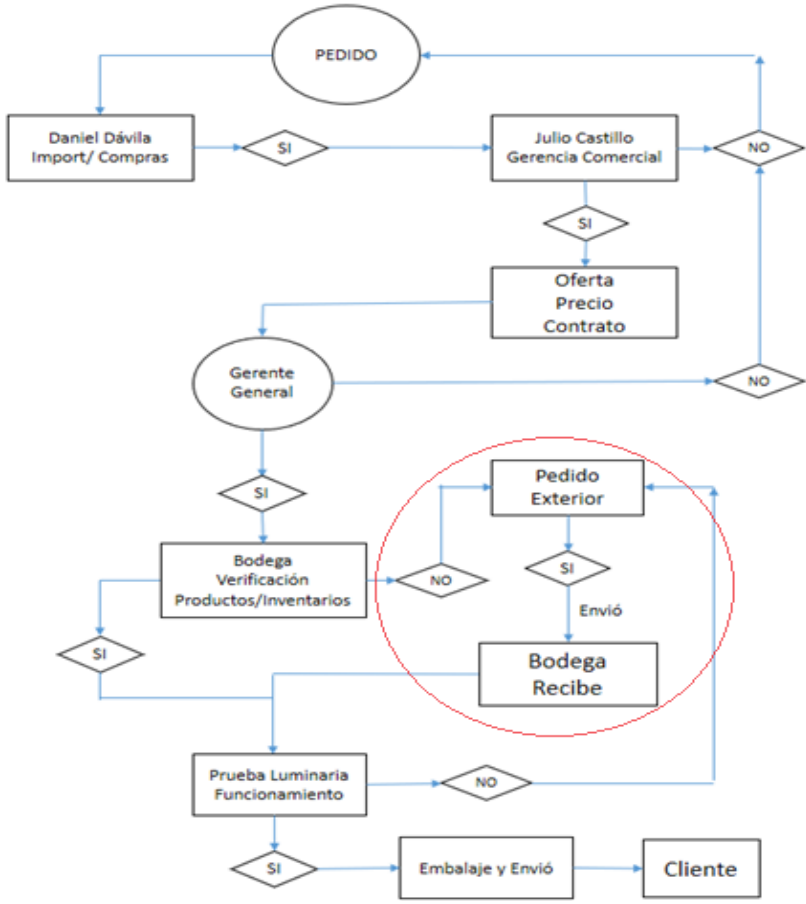 PEDIDO
Daniel Dávila
Import/ Compras
SI
Julio Castillo
Gerencia Comercial
NO
SI
Oferta
Precio
Contrato
Gerente
General
NO
SI
Pedido
Exterior
Bodega
Verificación
Productos/Inventarios
NO
SI
Envió
SI
Bodega
Recibe
Prueba Luminaria
Funcionamiento
NO
SI
Embalaje y Envió
Cliente